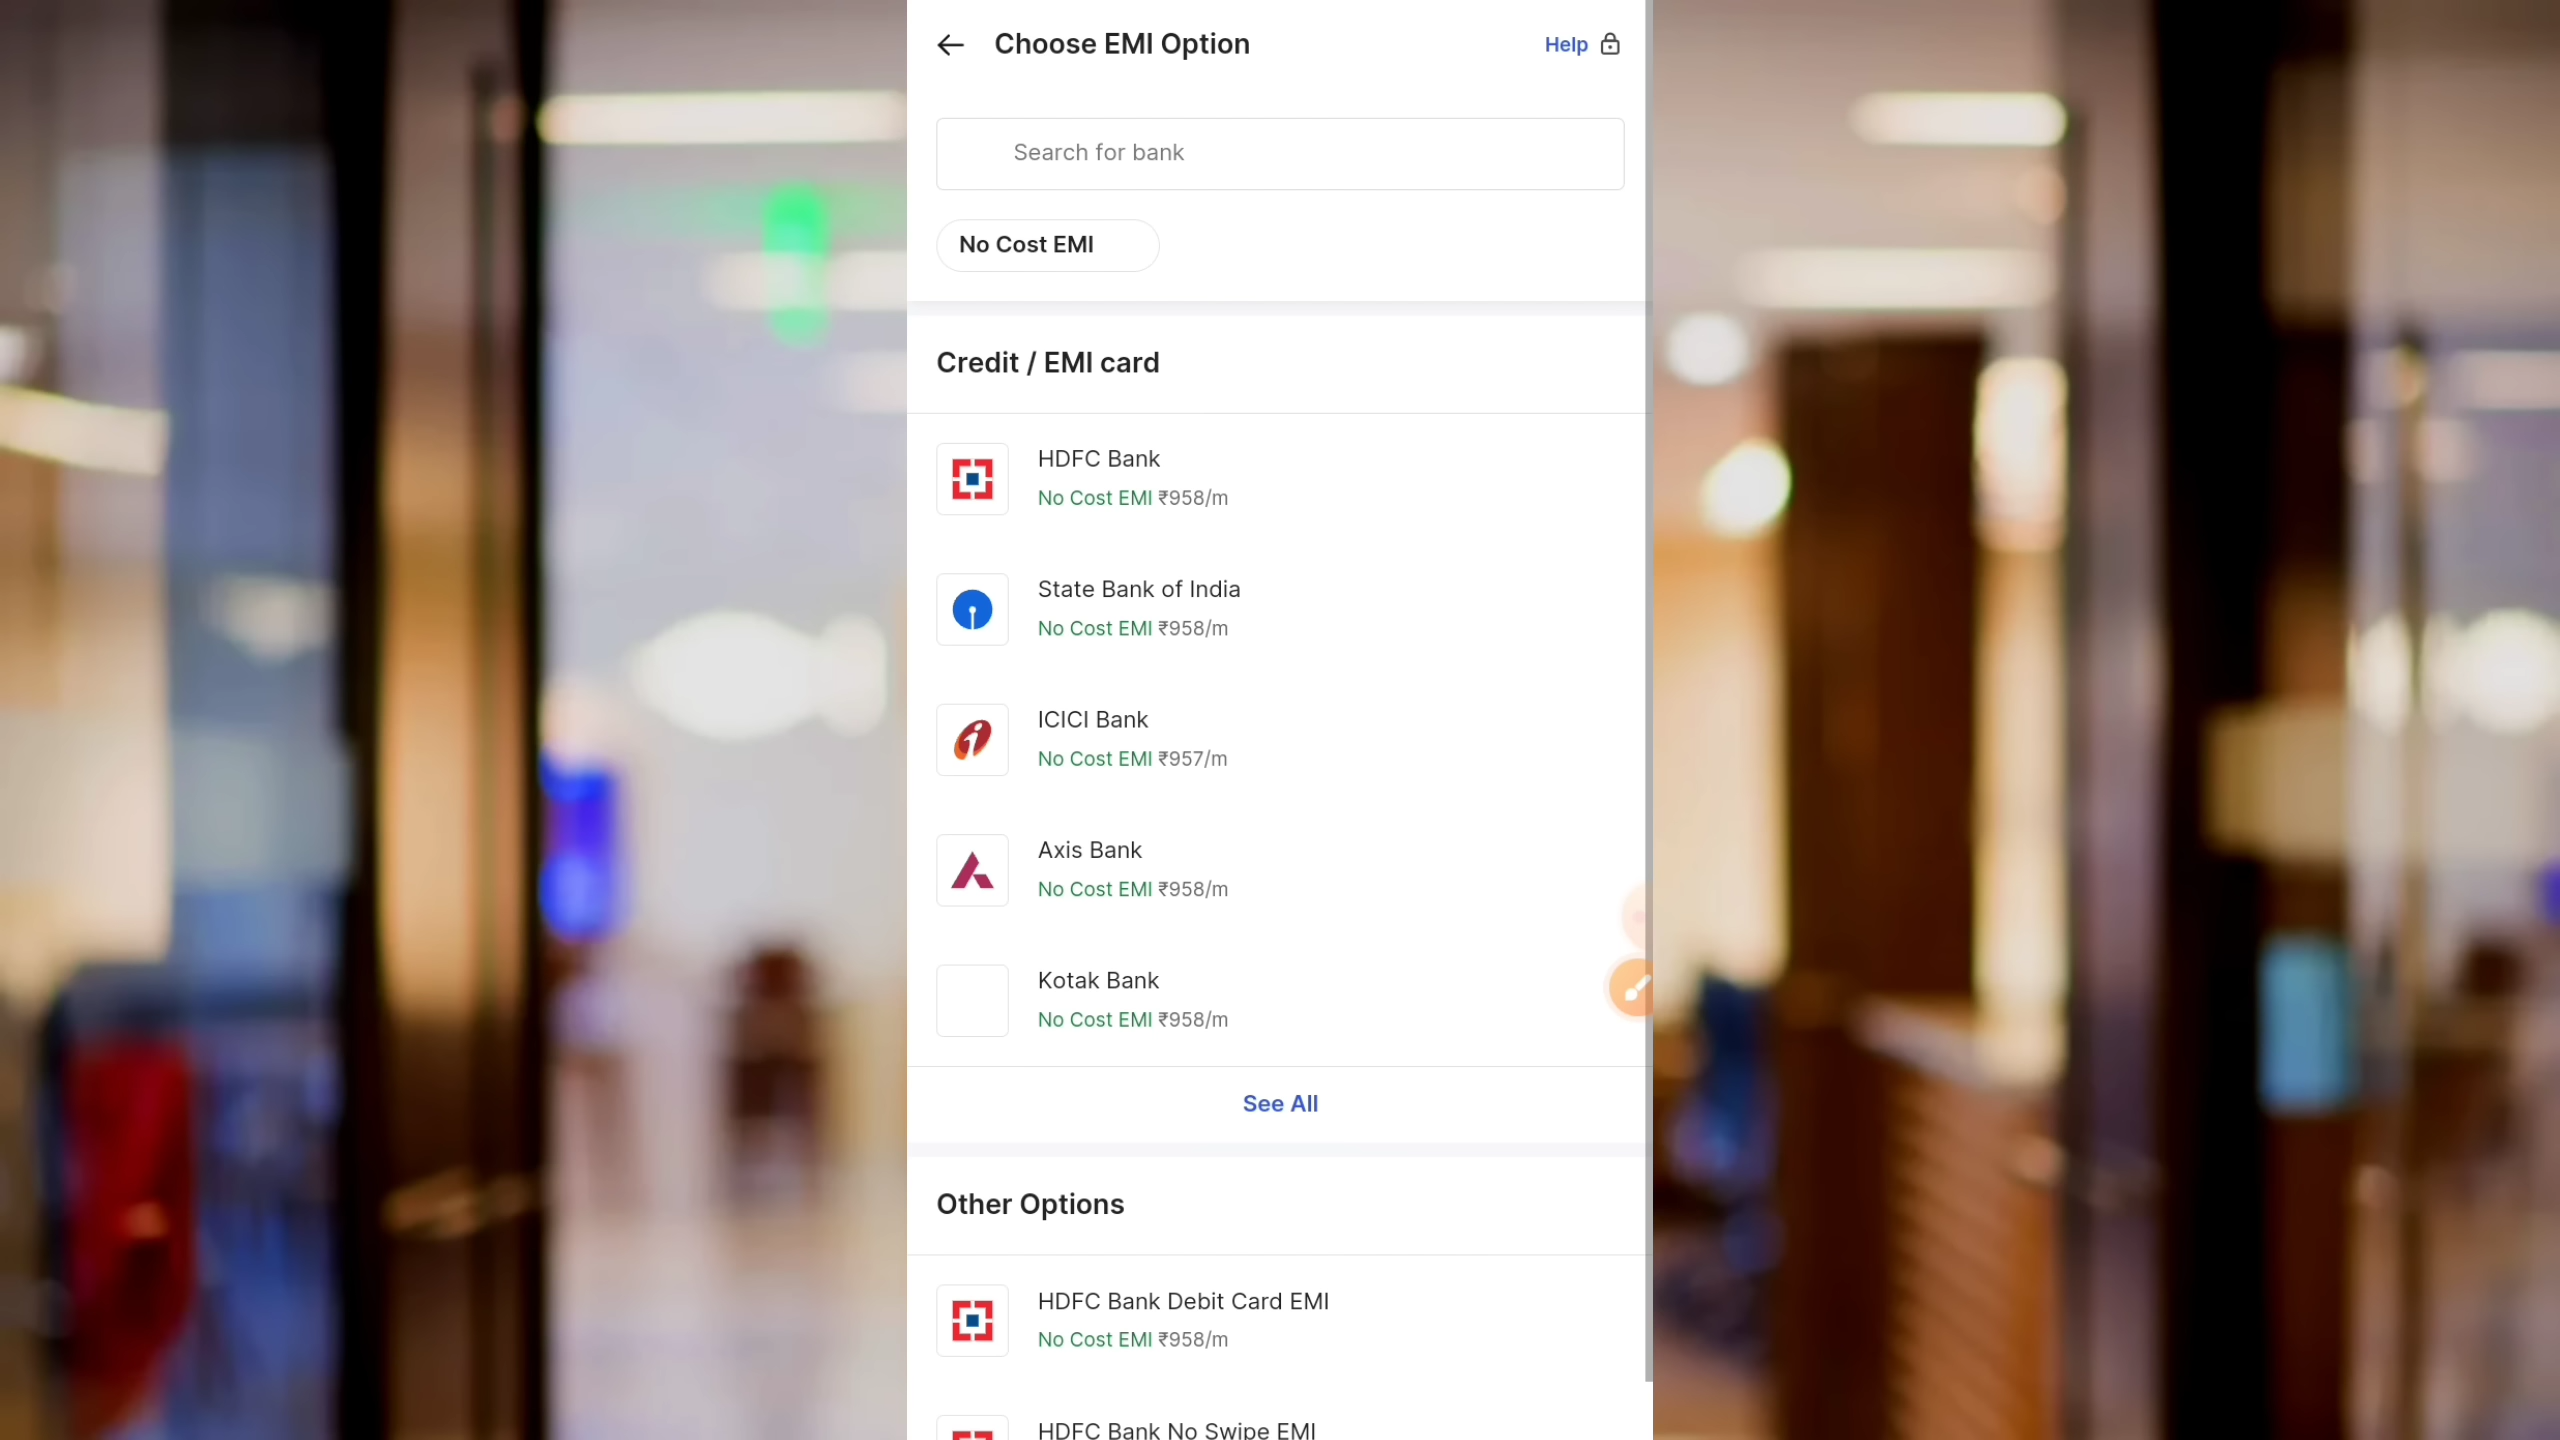 Choose EMI Option
Help
Search for bank
No Cost EMI
Credit / EMI card
HDFC Bank
No Cost EMI ₹958/m
State Bank of India
No Cost EMI ₹958/m
ICICI Bank
No Cost EMI ₹957/m
Axis Bank
No Cost EMI ₹958/m
Kotak Bank
No Cost EMI ₹958/m
See All
Other Options
HDFC Bank Debit Card EMI
No Cost EMI ₹958/m
HDFC Bank No Swipe EMI